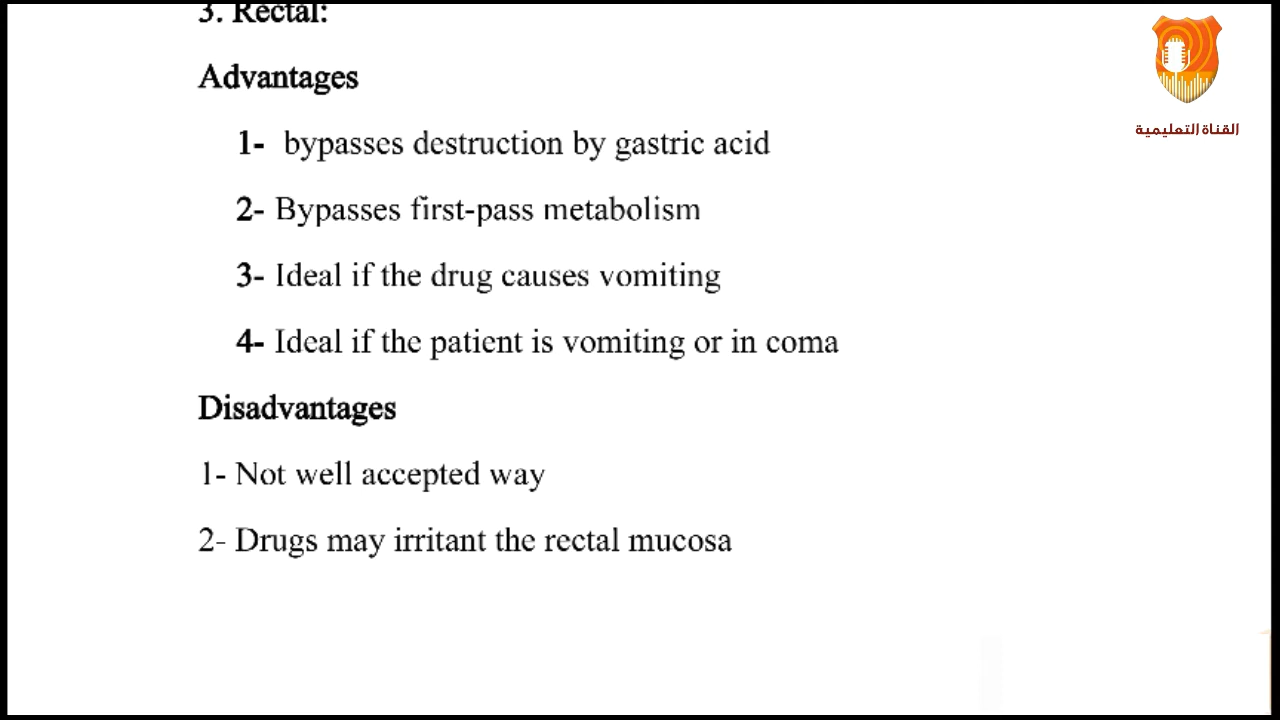 3. Rectal:
القناة التعليمية
Advantages
1- bypasses destruction by gastric acid
2- Bypasses first-pass metabolism
3- Ideal if the drug causes vomiting
4- Ideal if the patient is vomiting or in coma
Disadvantages
1- Not well accepted way
2- Drugs may irritant the rectal mucosa